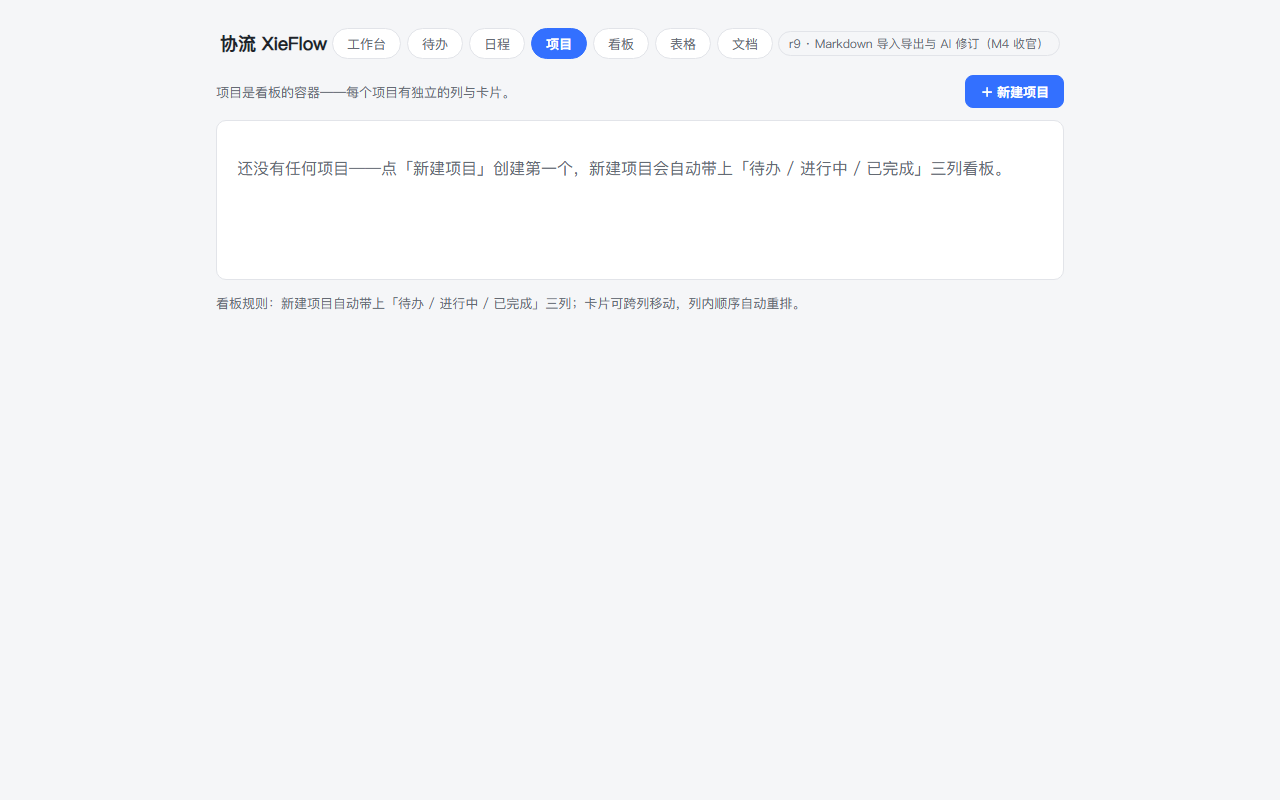 协流 XieFlow 工作台 待办 日程 项目 看板 表格 文档 r9 · Markdown 导入导出与 AI 修订（M4 收官）
项目是看板的容器——每个项目有独立的列与卡片。 ＋ 新建项目
还没有任何项目——点「新建项目」创建第一个，新建项目会自动带上「待办 / 进行中 / 已完成」三列看板。
看板规则：新建项目自动带上「待办 / 进行中 / 已完成」三列；卡片可跨列移动，列内顺序自动重排。